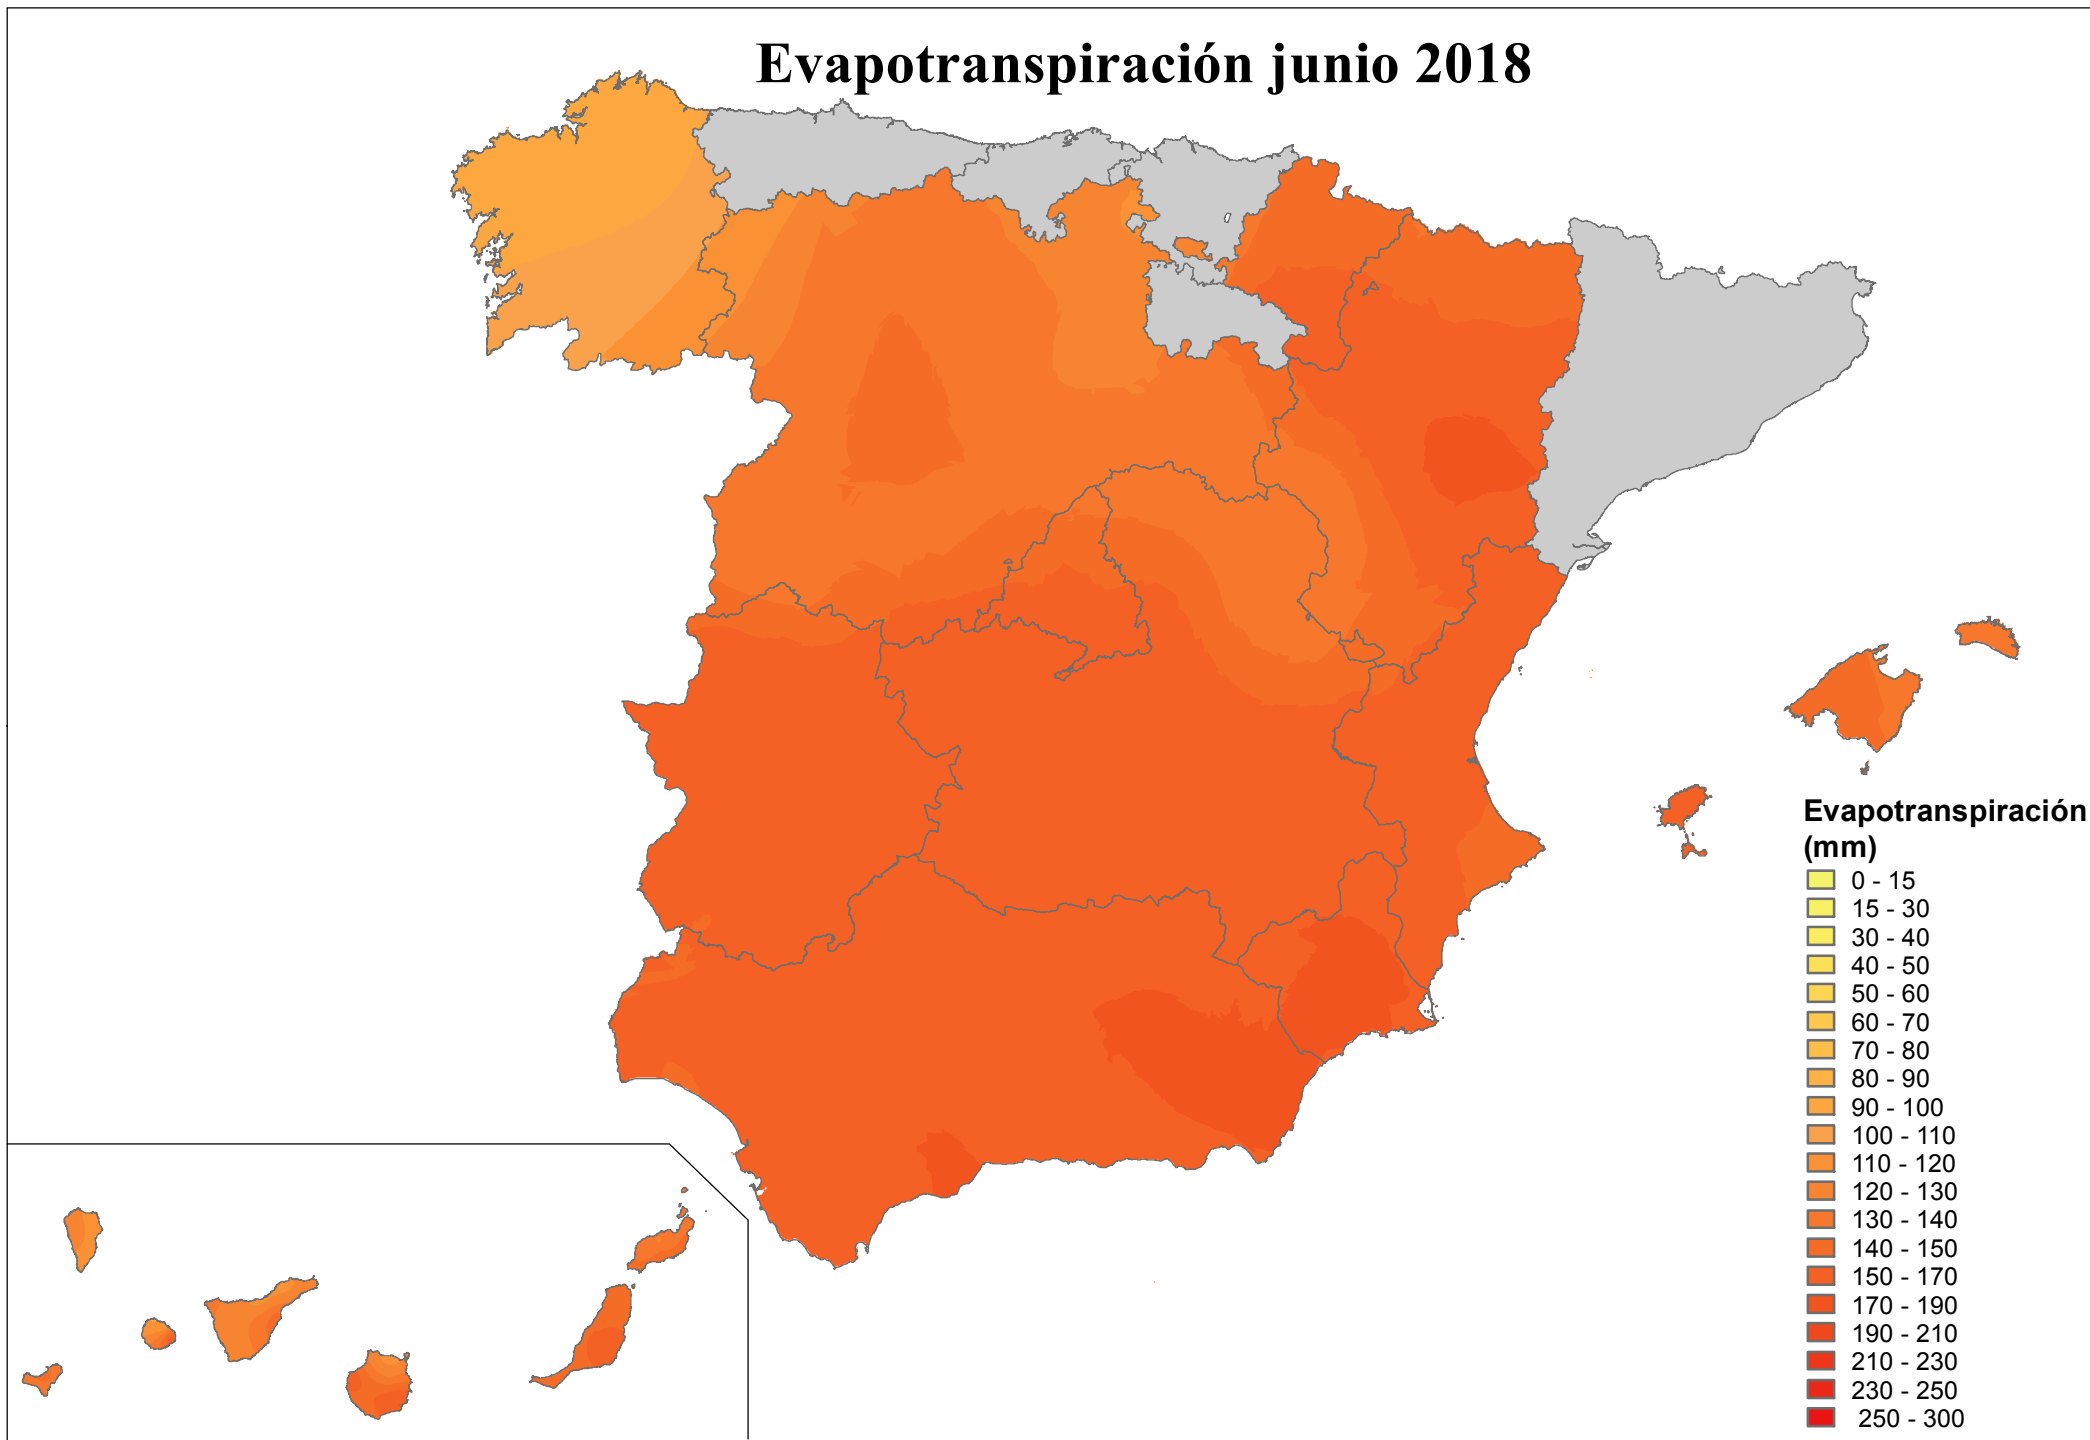 Evapotranspiración junio 2018
Evapotranspiración
(mm)
0 - 15
15 - 30
30 - 40
40 - 50
50 - 60
60 - 70
70 - 80
80 - 90
90 - 100
100 - 110
110 - 120
120 - 130
130 - 140
140 - 150
150 - 170
170 - 190
190 - 210
210 - 230
230 - 250
250 - 300